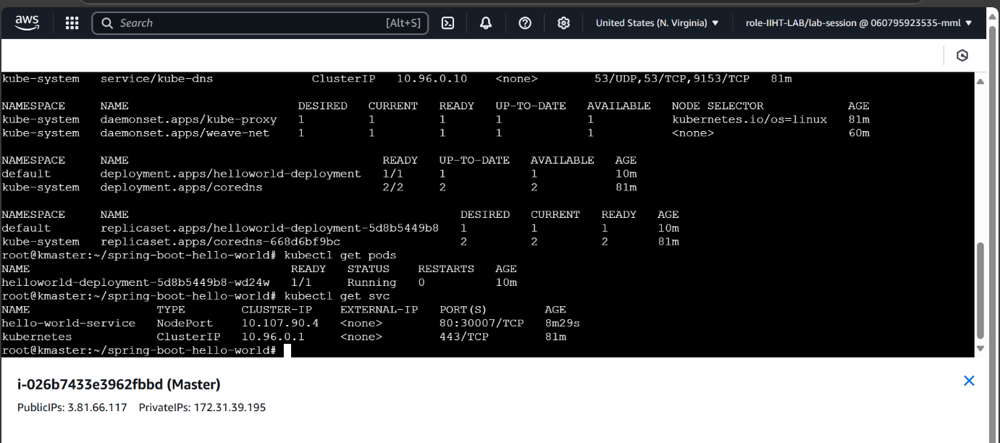 aws Search [Alt+S] United States (N. Virginia) ▼ role-IIHT-LAB/lab-session @ 060795923535-mml ▼
kube-system service/kube-dns ClusterIP 10.96.0.10 <none> 53/UDP,53/TCP,9153/TCP 81m
NAMESPACE NAME DESIRED CURRENT READY UP-TO-DATE AVAILABLE NODE SELECTOR AGE
kube-system daemonset.apps/kube-proxy 1 1 1 1 1 kubernetes.io/os=linux 81m
kube-system daemonset.apps/weave-net 1 1 1 1 1 <none> 60m
NAMESPACE NAME READY UP-TO-DATE AVAILABLE AGE
default deployment.apps/helloworld-deployment 1/1 1 1 10m
kube-system deployment.apps/coredns 2/2 2 2 81m
NAMESPACE NAME DESIRED CURRENT READY AGE
default replicaset.apps/helloworld-deployment-5d8b5449b8 1 1 1 10m
kube-system replicaset.apps/coredns-668d6bf9bc 2 2 2 81m
root@kmaster:~/spring-boot-hello-world# kubectl get pods
NAME READY STATUS RESTARTS AGE
helloworld-deployment-5d8b5449b8-wd24w 1/1 Running 0 10m
root@kmaster:~/spring-boot-hello-world# kubectl get svc
NAME TYPE CLUSTER-IP EXTERNAL-IP PORT(S) AGE
hello-world-service NodePort 10.107.90.4 <none> 80:30007/TCP 8m29s
kubernetes ClusterIP 10.96.0.1 <none> 443/TCP 81m
root@kmaster:~/spring-boot-hello-world#
i-026b7433e3962fbbd (Master)
PublicIPs: 3.81.66.117 PrivateIPs: 172.31.39.195